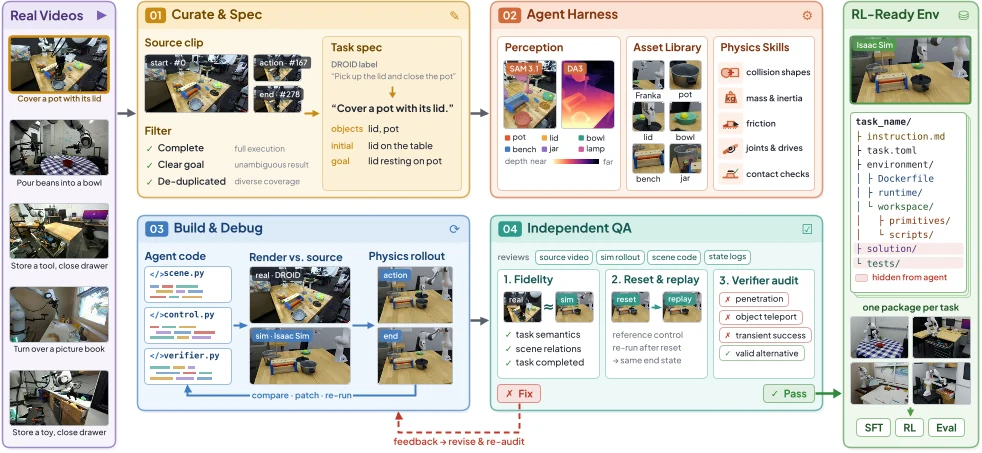 Real Videos
Cover a pot with its lid
Pour beans into a bowl
Store a tool, close drawer
Turn over a picture book
Store a toy, close drawer
01 Curate & Spec
Source clip
start · #0
action · #167
end · #278
Filter
✓ Complete full execution
✓ Clear goal unambiguous result
✓ De-duplicated diverse coverage
Task spec
DROID label
"Pick up the lid and close the pot"
"Cover a pot with its lid."
objects lid, pot
initial lid on the table
goal lid resting on pot
02 Agent Harness
Perception
SAM 3.1
DA3
pot lid bowl
bench jar lamp
depth near far
Asset Library
Franka pot
lid bowl
bench jar
Physics Skills
collision shapes
mass & inertia
friction
joints & drives
contact checks
03 Build & Debug
Agent code
</>scene.py
</>control.py
</>verifier.py
Render vs. source
real · DROID
sim · Isaac Sim
Physics rollout
action
end
compare · patch · re-run
04 Independent QA
reviews source video sim rollout scene code state logs
1. Fidelity
real ≈ sim
✓ task semantics
✓ scene relations
✓ task completed
2. Reset & replay
reset replay
reference control
re-run after reset
→ same end state
3. Verifier audit
✗ penetration
✗ object teleport
✗ transient success
✓ valid alternative
✗ Fix
✓ Pass
feedback → revise & re-audit
RL-Ready Env
Isaac Sim
task_name/
├ instruction.md
├ task.toml
├ environment/
│ ├ Dockerfile
│ ├ runtime/
│ └ workspace/
│ ├ primitives/
│ └ scripts/
├ solution/
└ tests/
hidden from agent
one package per task
SFT RL Eval